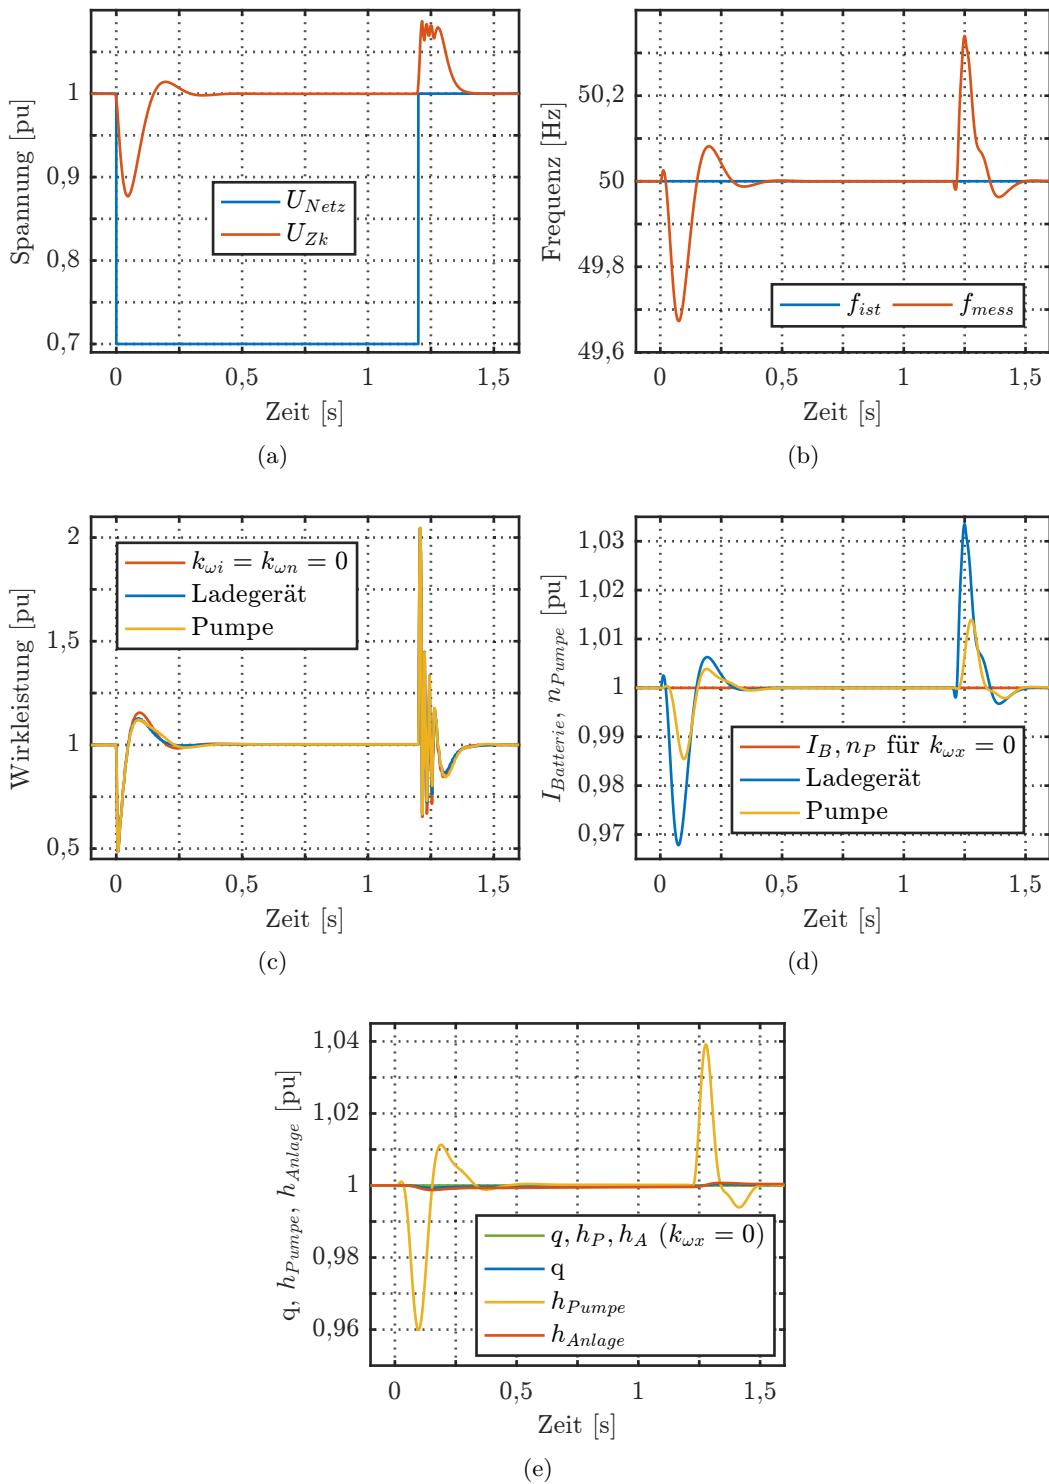 Spannung [pu]
1
0,9
0,8
0,7
U_Netz
U_Zk
0 0,5 1 1,5
Zeit [s]
(a)
Frequenz [Hz]
50,2
50
49,8
49,6
f_ist f_mess
0 0,5 1 1,5
Zeit [s]
(b)
Wirkleistung [pu]
2
1,5
1
0,5
k_ωi = k_ωn = 0
Ladegerät
Pumpe
0 0,5 1 1,5
Zeit [s]
(c)
I_Batterie, n_Pumpe [pu]
1,03
1,02
1,01
1
0,99
0,98
0,97
I_B, n_P für k_ωx = 0
Ladegerät
Pumpe
0 0,5 1 1,5
Zeit [s]
(d)
q, h_Pumpe, h_Anlage [pu]
1,04
1,02
1
0,98
0,96
q, h_P, h_A (k_ωx = 0)
q
h_Pumpe
h_Anlage
0 0,5 1 1,5
Zeit [s]
(e)